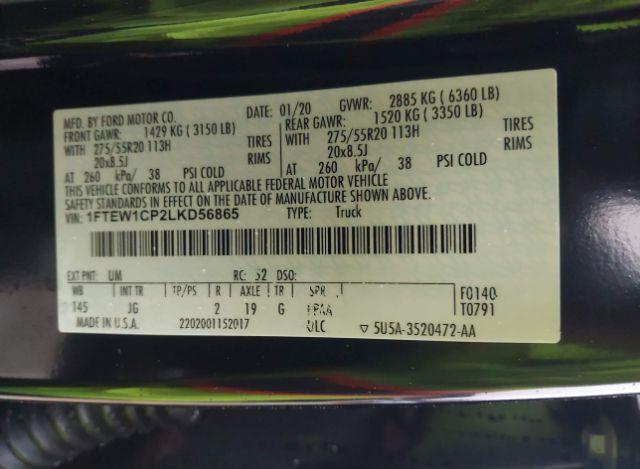 MFD. BY FORD MOTOR CO. DATE: 01/20 GVWR: 2885 KG ( 6360 LB)
FRONT GAWR: 1429 KG ( 3150 LB) REAR GAWR: 1520 KG ( 3350 LB)
WITH 275/55R20 113H TIRES WITH 275/55R20 113H TIRES
20x8.5J RIMS 20x8.5J RIMS
AT 260 kPa/ 38 PSI COLD AT 260 kPa/ 38 PSI COLD
THIS VEHICLE CONFORMS TO ALL APPLICABLE FEDERAL MOTOR VEHICLE
SAFETY STANDARDS IN EFFECT ON THE DATE OF MANUFACTURE SHOWN ABOVE.
VIN: 1FTEW1CP2LKD56865 TYPE: Truck
EXT PNT: UM RC: 52 DSO:
WB INT TR TP/PS R AXLE TR SPR F0140
145 JG 2 19 G T0791
MADE IN U.S.A. 2202001152017 ULC ▽ 5U5A-3520472-AA